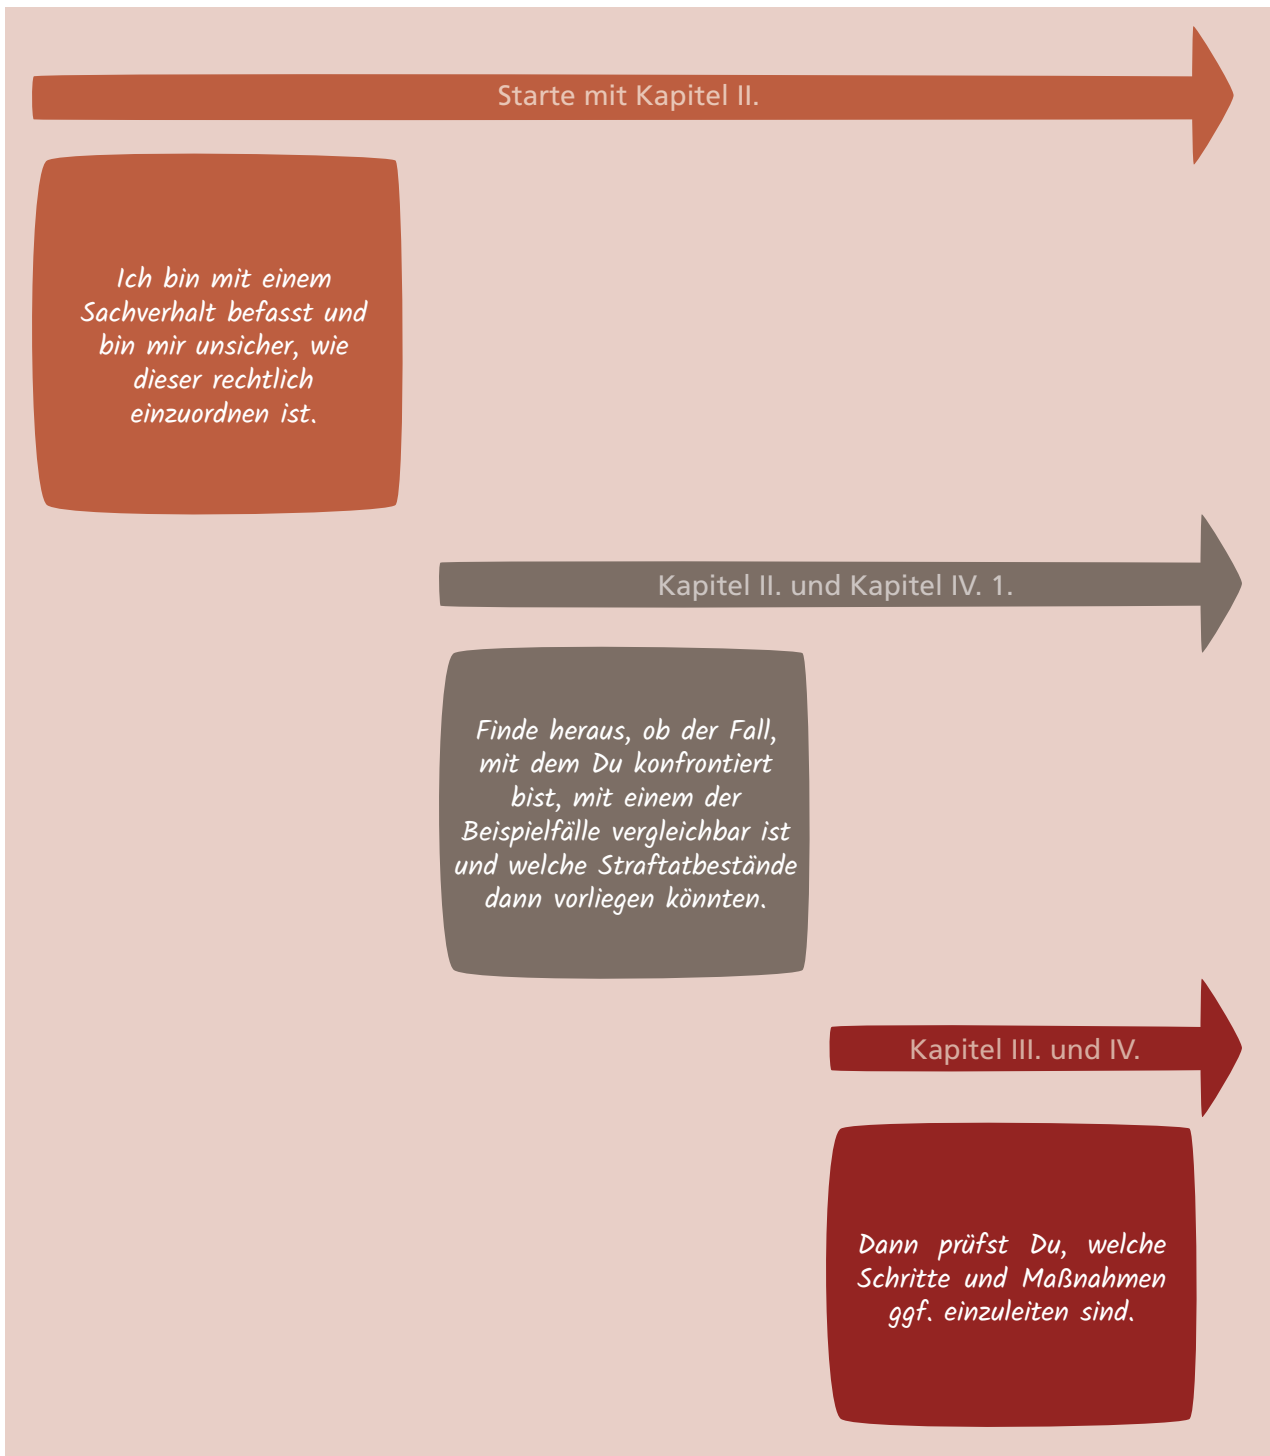 Starte mit Kapitel II.
Ich bin mit einem
Sachverhalt befasst und
bin mir unsicher, wie
dieser rechtlich
einzuordnen ist.
Kapitel II. und Kapitel IV. 1.
Finde heraus, ob der Fall,
mit dem Du konfrontiert
bist, mit einem der
Beispielfälle vergleichbar ist
und welche Straftatbestände
dann vorliegen könnten.
Kapitel III. und IV.
Dann prüfst Du, welche
Schritte und Maßnahmen
ggf. einzuleiten sind.